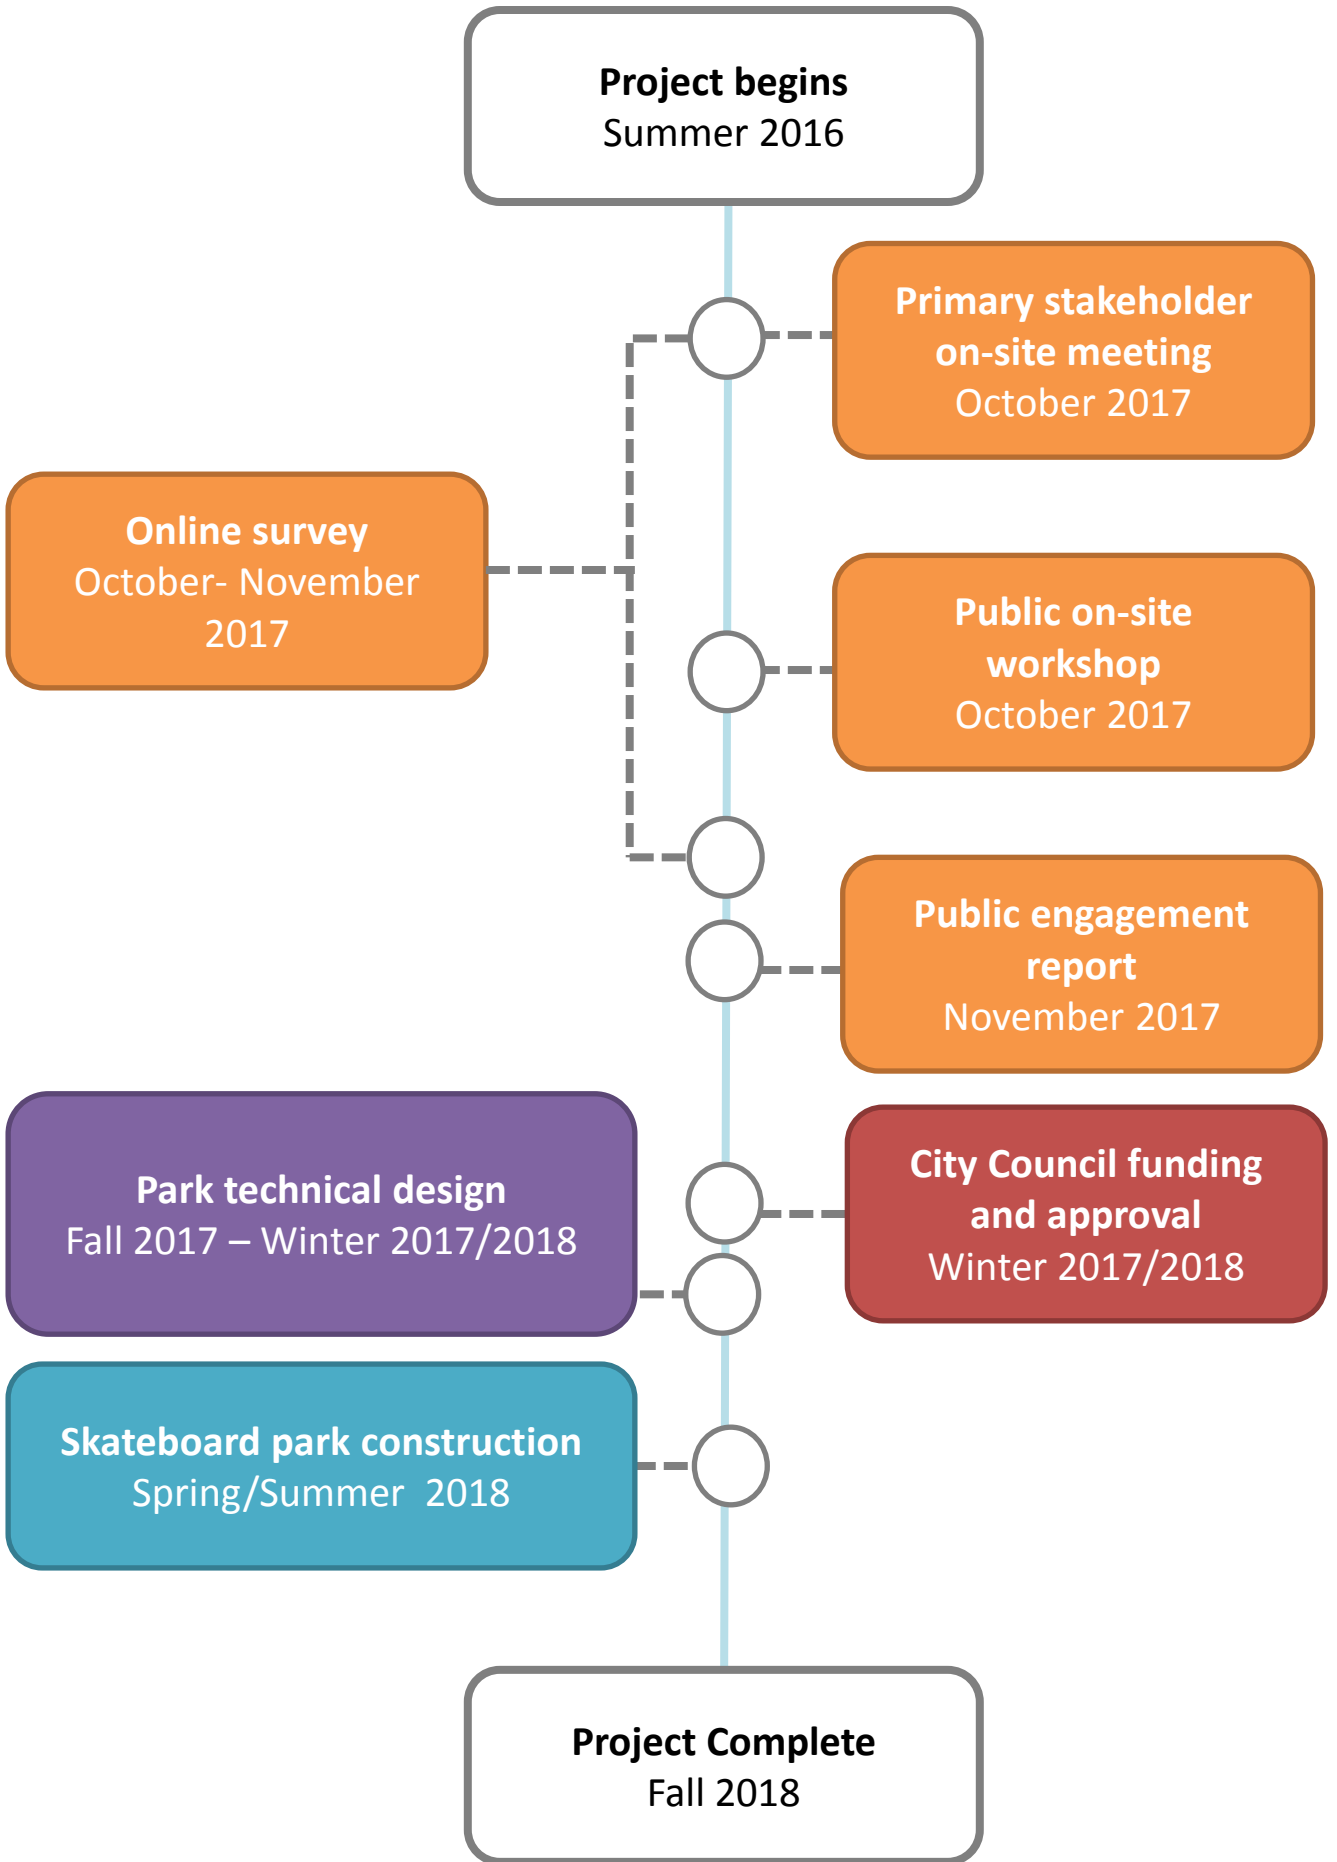 Project begins
Summer 2016
Primary stakeholder
on-site meeting
October 2017
Online survey
October- November
2017
Public on-site
workshop
October 2017
Public engagement
report
November 2017
City Council funding
and approval
Winter 2017/2018
Park technical design
Fall 2017 – Winter 2017/2018
Skateboard park construction
Spring/Summer  2018
Project Complete
Fall 2018